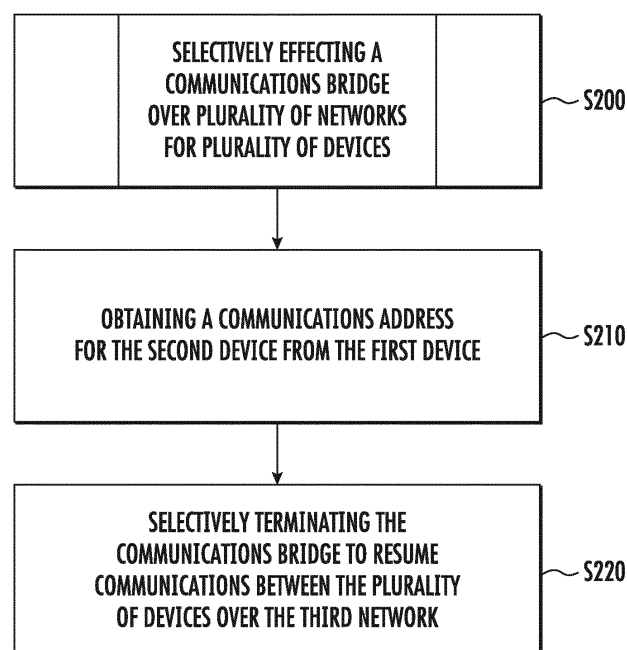 SELECTIVELY EFFECTING A
COMMUNICATIONS BRIDGE
OVER PLURALITY OF NETWORKS
FOR PLURALITY OF DEVICES
S200
OBTAINING A COMMUNICATIONS ADDRESS
FOR THE SECOND DEVICE FROM THE FIRST DEVICE
S210
SELECTIVELY TERMINATING THE
COMMUNICATIONS BRIDGE TO RESUME
COMMUNICATIONS BETWEEN THE PLURALITY
OF DEVICES OVER THE THIRD NETWORK
S220